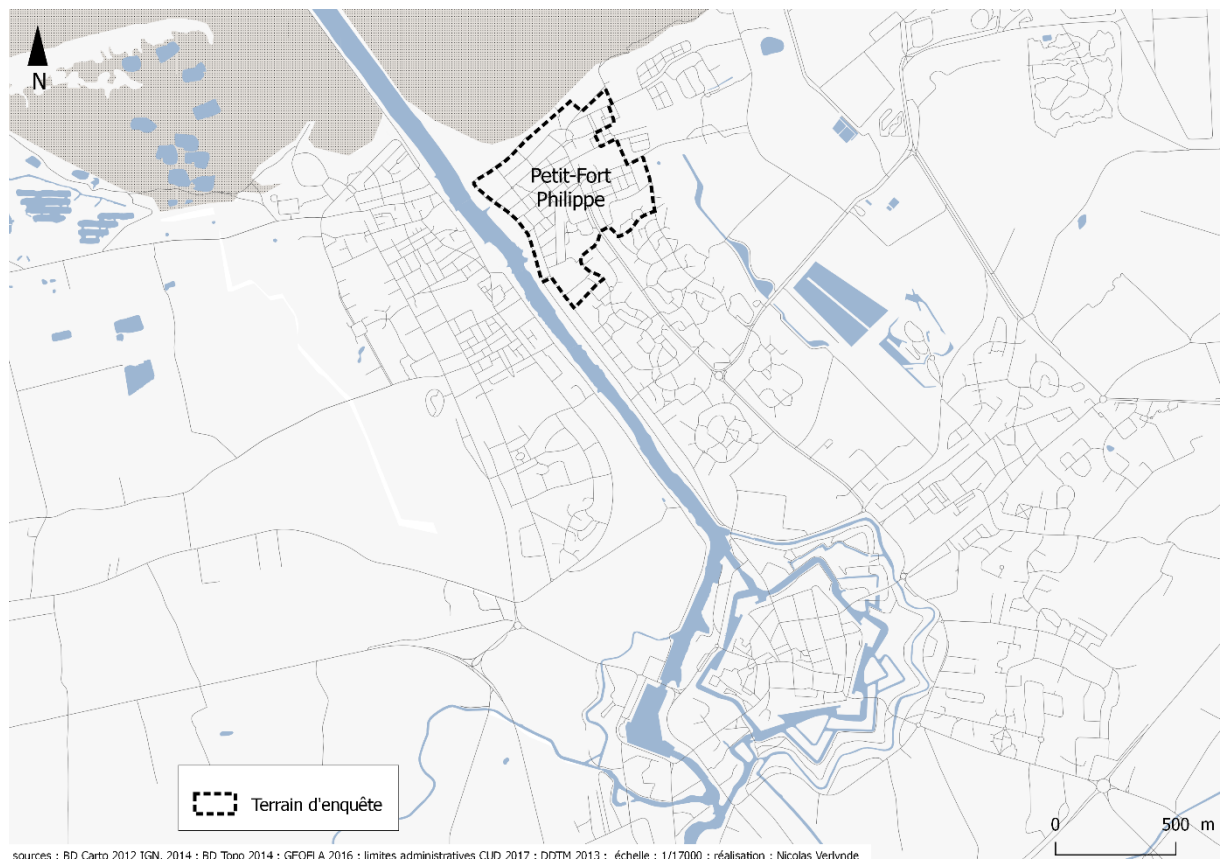 N
Petit-Fort
Philippe
Terrain d'enquête
0 500 m
sources : BD Carto 2012 IGN, 2014 ; BD Topo 2014 ; GEOFLA 2016 ; limites administratives CUD 2017 ; DDTM 2013 ; échelle : 1/17000 ; réalisation : Nicolas Verlynde